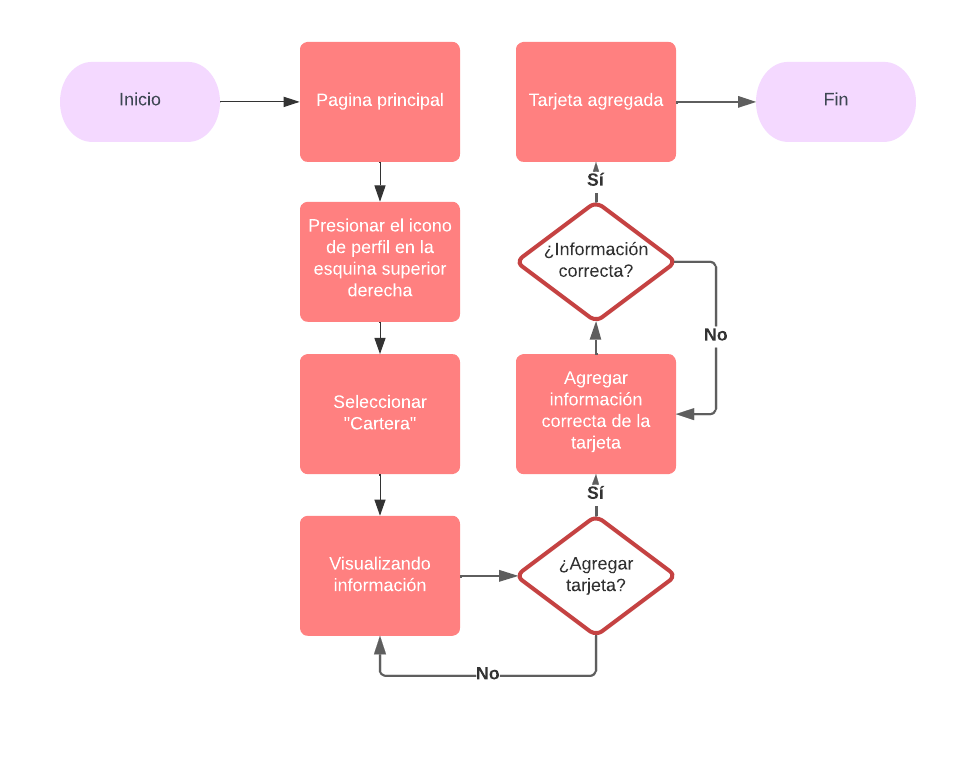 Inicio
Pagina principal
Presionar el icono
de perfil en la
esquina superior
derecha
Seleccionar
"Cartera"
Visualizando
información
¿Agregar
tarjeta?
No
Sí
Agregar
información
correcta de la
tarjeta
¿Información
correcta?
No
Sí
Tarjeta agregada
Fin